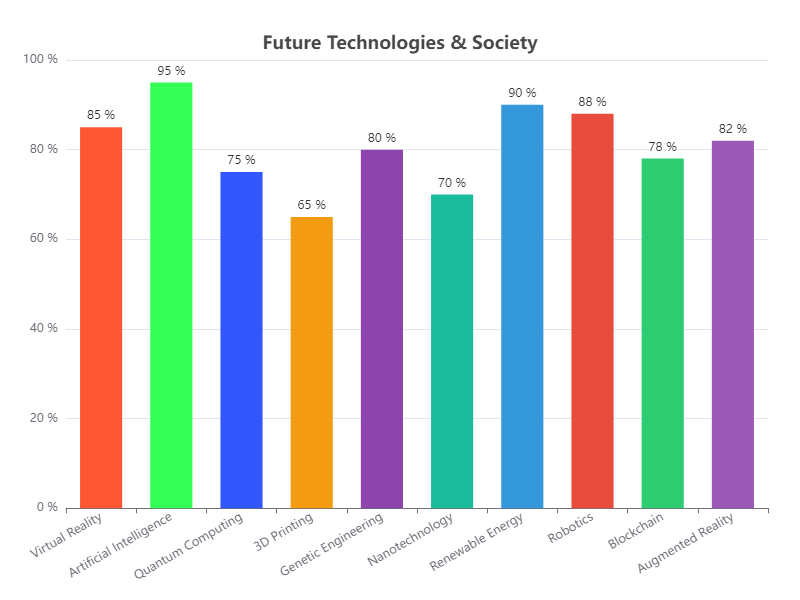 Future Technologies & Society
100 %
80 %
60 %
40 %
20 %
0 %
85 %
95 %
75 %
65 %
80 %
70 %
90 %
88 %
78 %
82 %
Virtual Reality
Artificial Intelligence
Quantum Computing
3D Printing
Genetic Engineering
Nanotechnology
Renewable Energy
Robotics
Blockchain
Augmented Reality